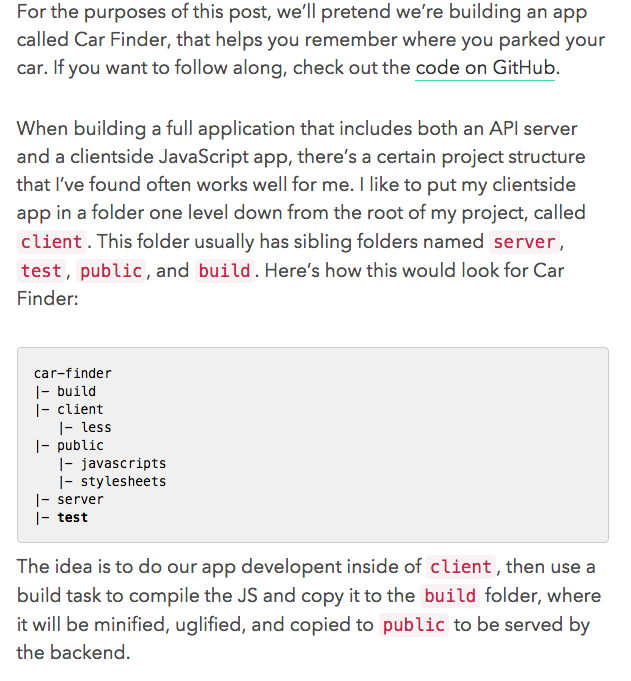 For the purposes of this post, we'll pretend we're building an app
called Car Finder, that helps you remember where you parked your
car. If you want to follow along, check out the code on GitHub.
When building a full application that includes both an API server
and a clientside JavaScript app, there's a certain project structure
that I've found often works well for me. I like to put my clientside
app in a folder one level down from the root of my project, called
client. This folder usually has sibling folders named server,
test, public, and build. Here's how this would look for Car
Finder:
car-finder
|- build
|- client
   |- less
|- public
   |- javascripts
   |- stylesheets
|- server
|- test
The idea is to do our app developent inside of client, then use a
build task to compile the JS and copy it to the build folder, where
it will be minified, uglified, and copied to public to be served by
the backend.